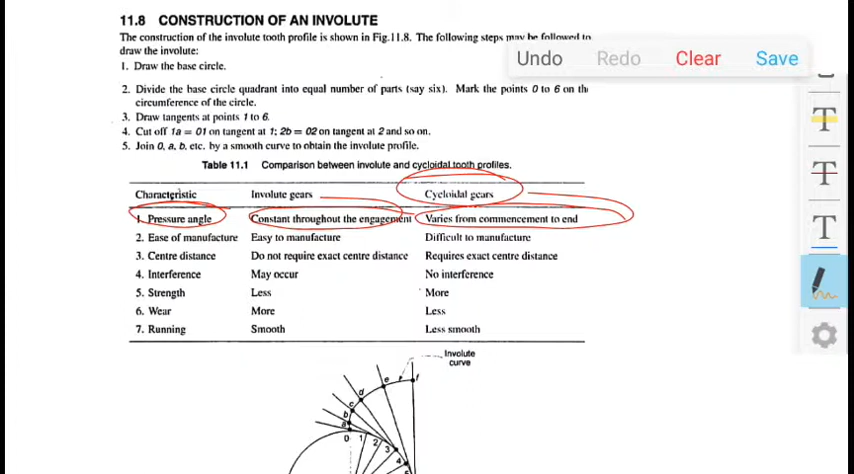 11.8 CONSTRUCTION OF AN INVOLUTE
The construction of the involute tooth profile is shown in Fig.11.8. The following steps may be followed to
draw the involute:
1. Draw the base circle.
2. Divide the base circle quadrant into equal number of parts (say six). Mark the points 0 to 6 on the
circumference of the circle.
3. Draw tangents at points 1 to 6.
4. Cut off 1a = 01 on tangent at 1; 2b = 02 on tangent at 2 and so on.
5. Join 0, a, b, etc. by a smooth curve to obtain the involute profile.
Table 11.1 Comparison between involute and cycloidal tooth profiles.
Characteristic Involute gears Cycloidal gears
1. Pressure angle Constant throughout the engagement Varies from commencement to end
2. Ease of manufacture Easy to manufacture Difficult to manufacture
3. Centre distance Do not require exact centre distance Requires exact centre distance
4. Interference May occur No interference
5. Strength Less More
6. Wear More Less
7. Running Smooth Less smooth
Involute
curve
f
e
d
c
b
a
0 1 2 3 4
Undo Redo Clear Save
T
T
T